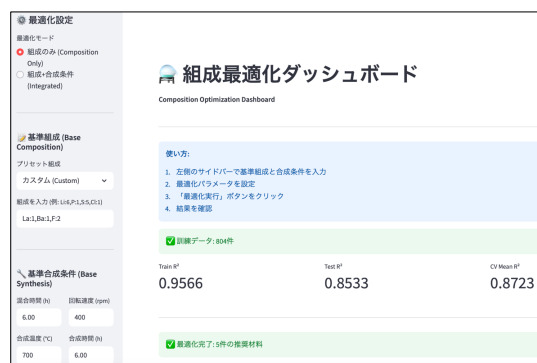 ⚙️ 最適化設定
最適化モード
組成のみ (Composition
Only)
組成+合成条件
(Integrated)
📝 基準組成 (Base
Composition)
プリセット組成
カスタム (Custom)
組成を入力 (例: Li:6,P:1,S:5,Cl:1)
La:1,Ba:1,F:2
🔧 基準合成条件 (Base
Synthesis)
混合時間 (h) 回転速度 (rpm)
6.00 400
合成温度 (℃) 合成時間 (h)
700 6.00
🔮 組成最適化ダッシュボード
Composition Optimization Dashboard
使い方:
1. 左側のサイドバーで基準組成と合成条件を入力
2. 最適化パラメータを設定
3. 「最適化実行」ボタンをクリック
4. 結果を確認
✅ 訓練データ: 804件
Train R² Test R² CV Mean R²
0.9566 0.8533 0.8723
✅ 最適化完了: 5件の推奨材料